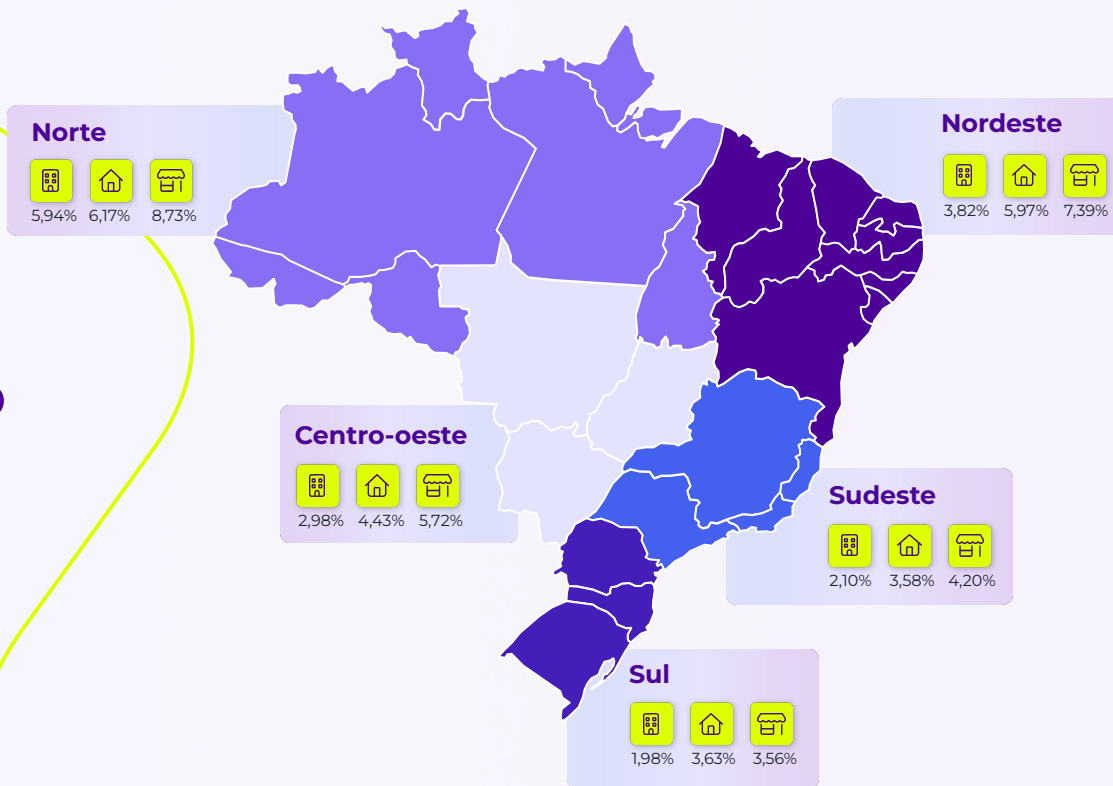 Norte
5,94% 6,17% 8,73%
Nordeste
3,82% 5,97% 7,39%
Centro-oeste
2,98% 4,43% 5,72%
Sudeste
2,10% 3,58% 4,20%
Sul
1,98% 3,63% 3,56%